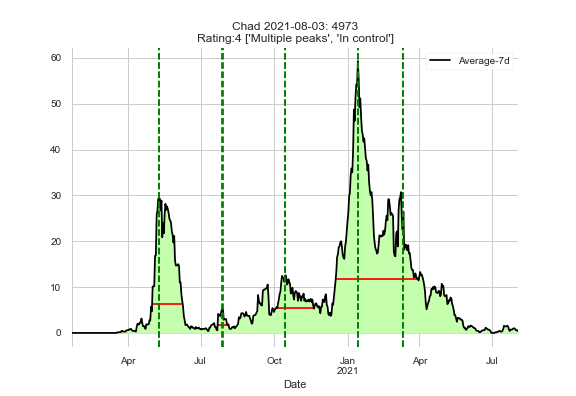 Chad 2021-08-03: 4973
Rating:4 ['Multiple peaks', 'In control']
Average-7d
60
50
40
30
20
10
0
Apr Jul Oct Jan Apr Jul
2021
Date